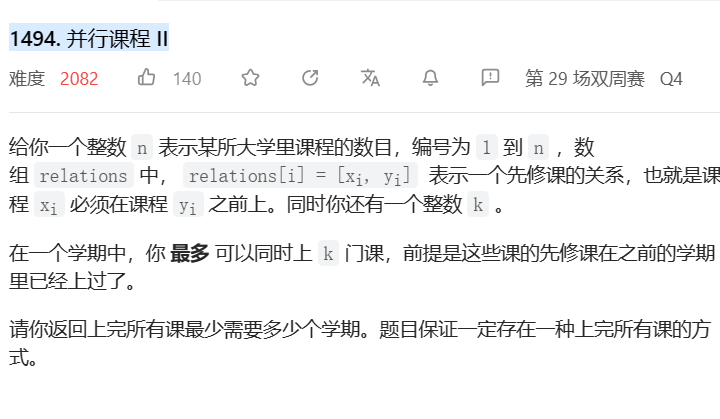 1494. 并行课程 II
难度 2082 140 第 29 场双周赛 Q4
给你一个整数 n 表示某所大学里课程的数目，编号为 1 到 n ，数
组 relations 中， relations[i] = [xi, yi] 表示一个先修课的关系，也就是课
程 xi 必须在课程 yi 之前上。同时你还有一个整数 k 。
在一个学期中，你 最多 可以同时上 k 门课，前提是这些课的先修课在之前的学期
里已经上过了。
请你返回上完所有课最少需要多少个学期。题目保证一定存在一种上完所有课的方
式。